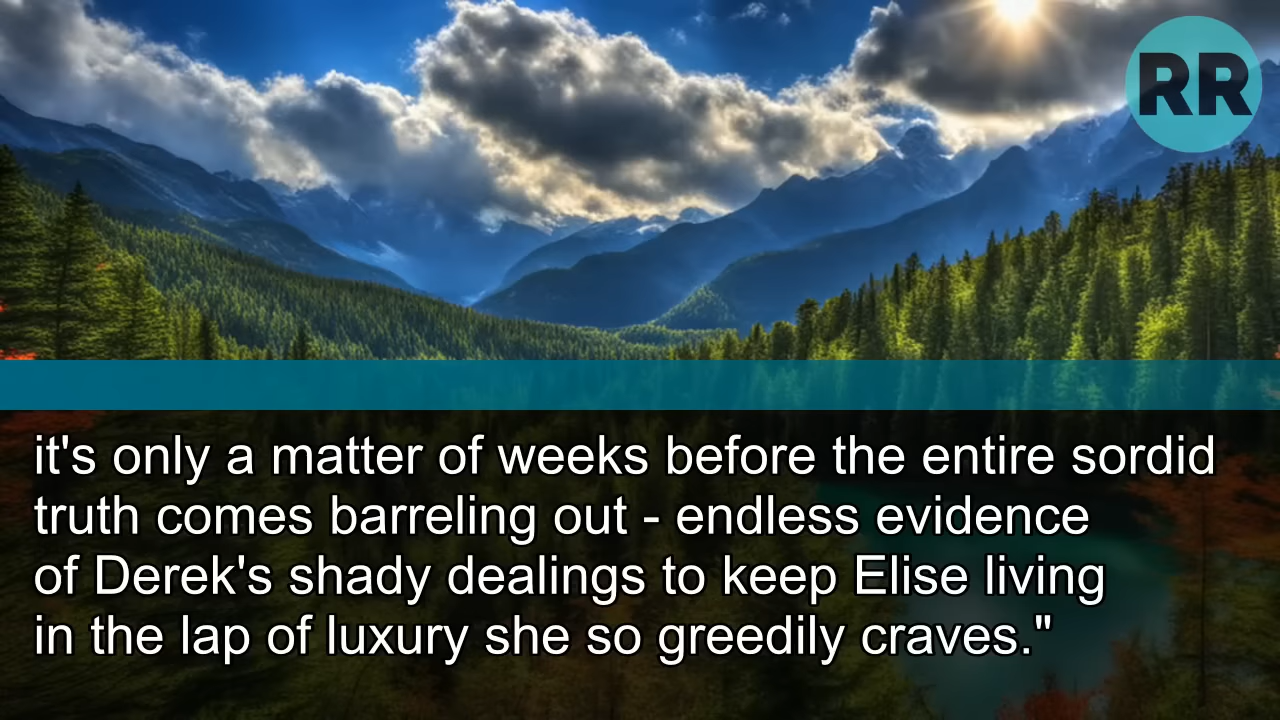 RR
it's only a matter of weeks before the entire sordid
truth comes barreling out - endless evidence
of Derek's shady dealings to keep Elise living
in the lap of luxury she so greedily craves."